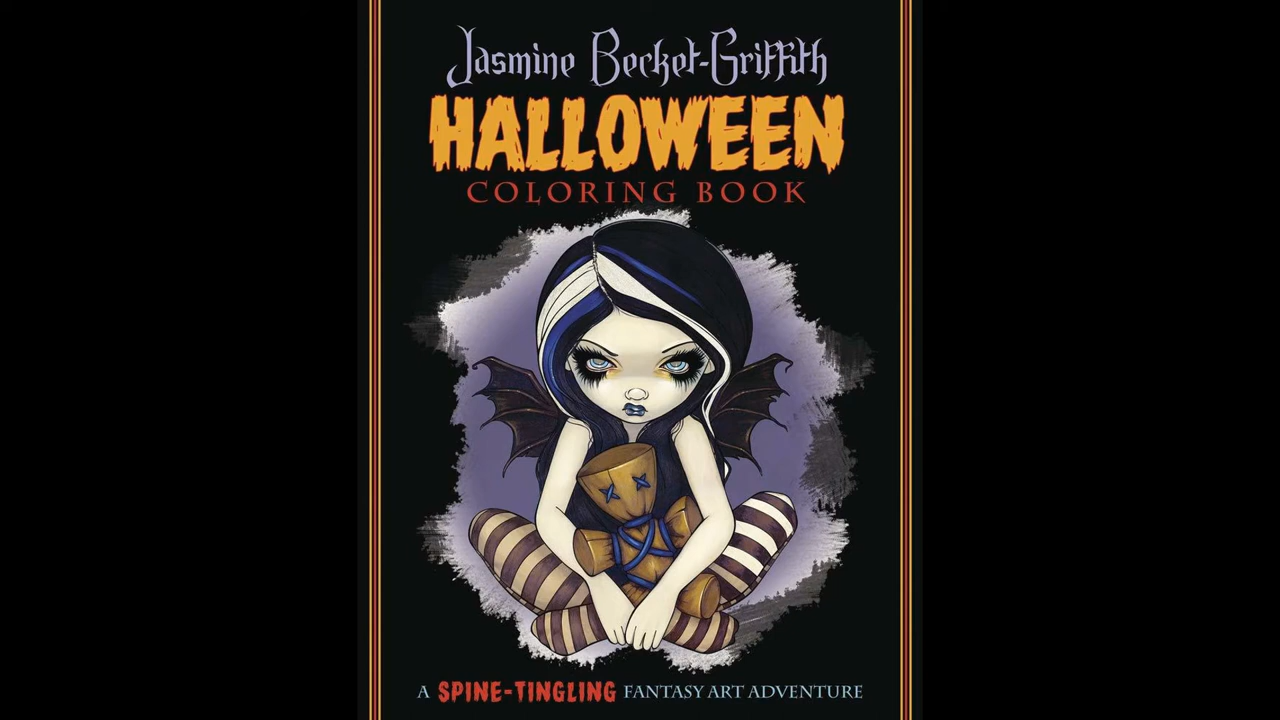 Jasmine Becket-Griffith
HALLOWEEN
COLORING BOOK
A SPINE-TINGLING FANTASY ART ADVENTURE